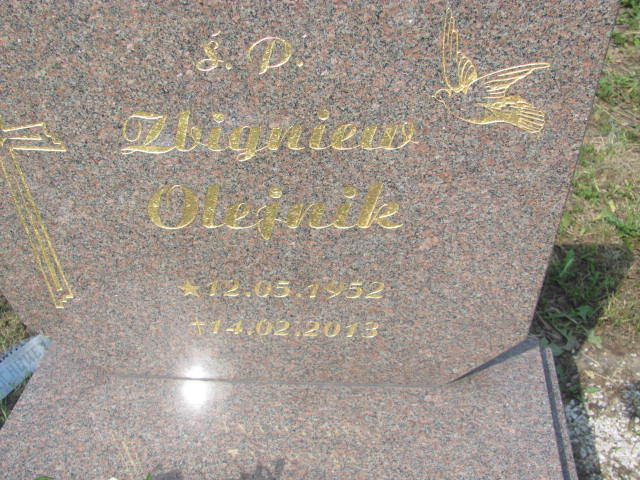 Ś. P.
Zbigniew
Olejnik
★12.05.1952
✝14.02.2013